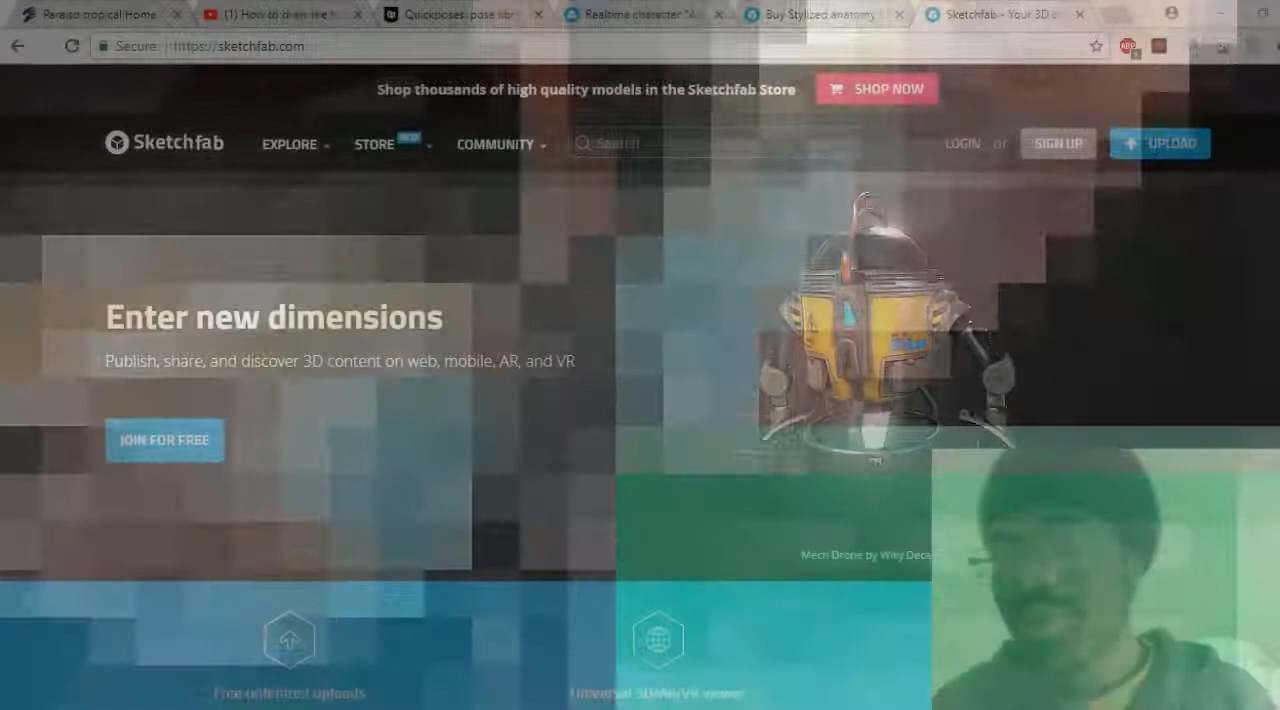 Paraiso tropical Home
(1) How to draw me f
Quickposes: pose libr
Realtime character "A
Buy Stylized anatomy
Sketchfab - Your 3D c
Secure
https://sketchfab.com
Shop thousands of high quality models in the Sketchfab Store
SHOP NOW
Sketchfab
EXPLORE
STORE
NEW
COMMUNITY
Search
LOGIN or
SIGN UP
UPLOAD
Enter new dimensions
Publish, share, and discover 3D content on web, mobile, AR, and VR
JOIN FOR FREE
Mech Drone by Willy Deca
Free unlimited uploads
Universal 3D/AR/VR viewer